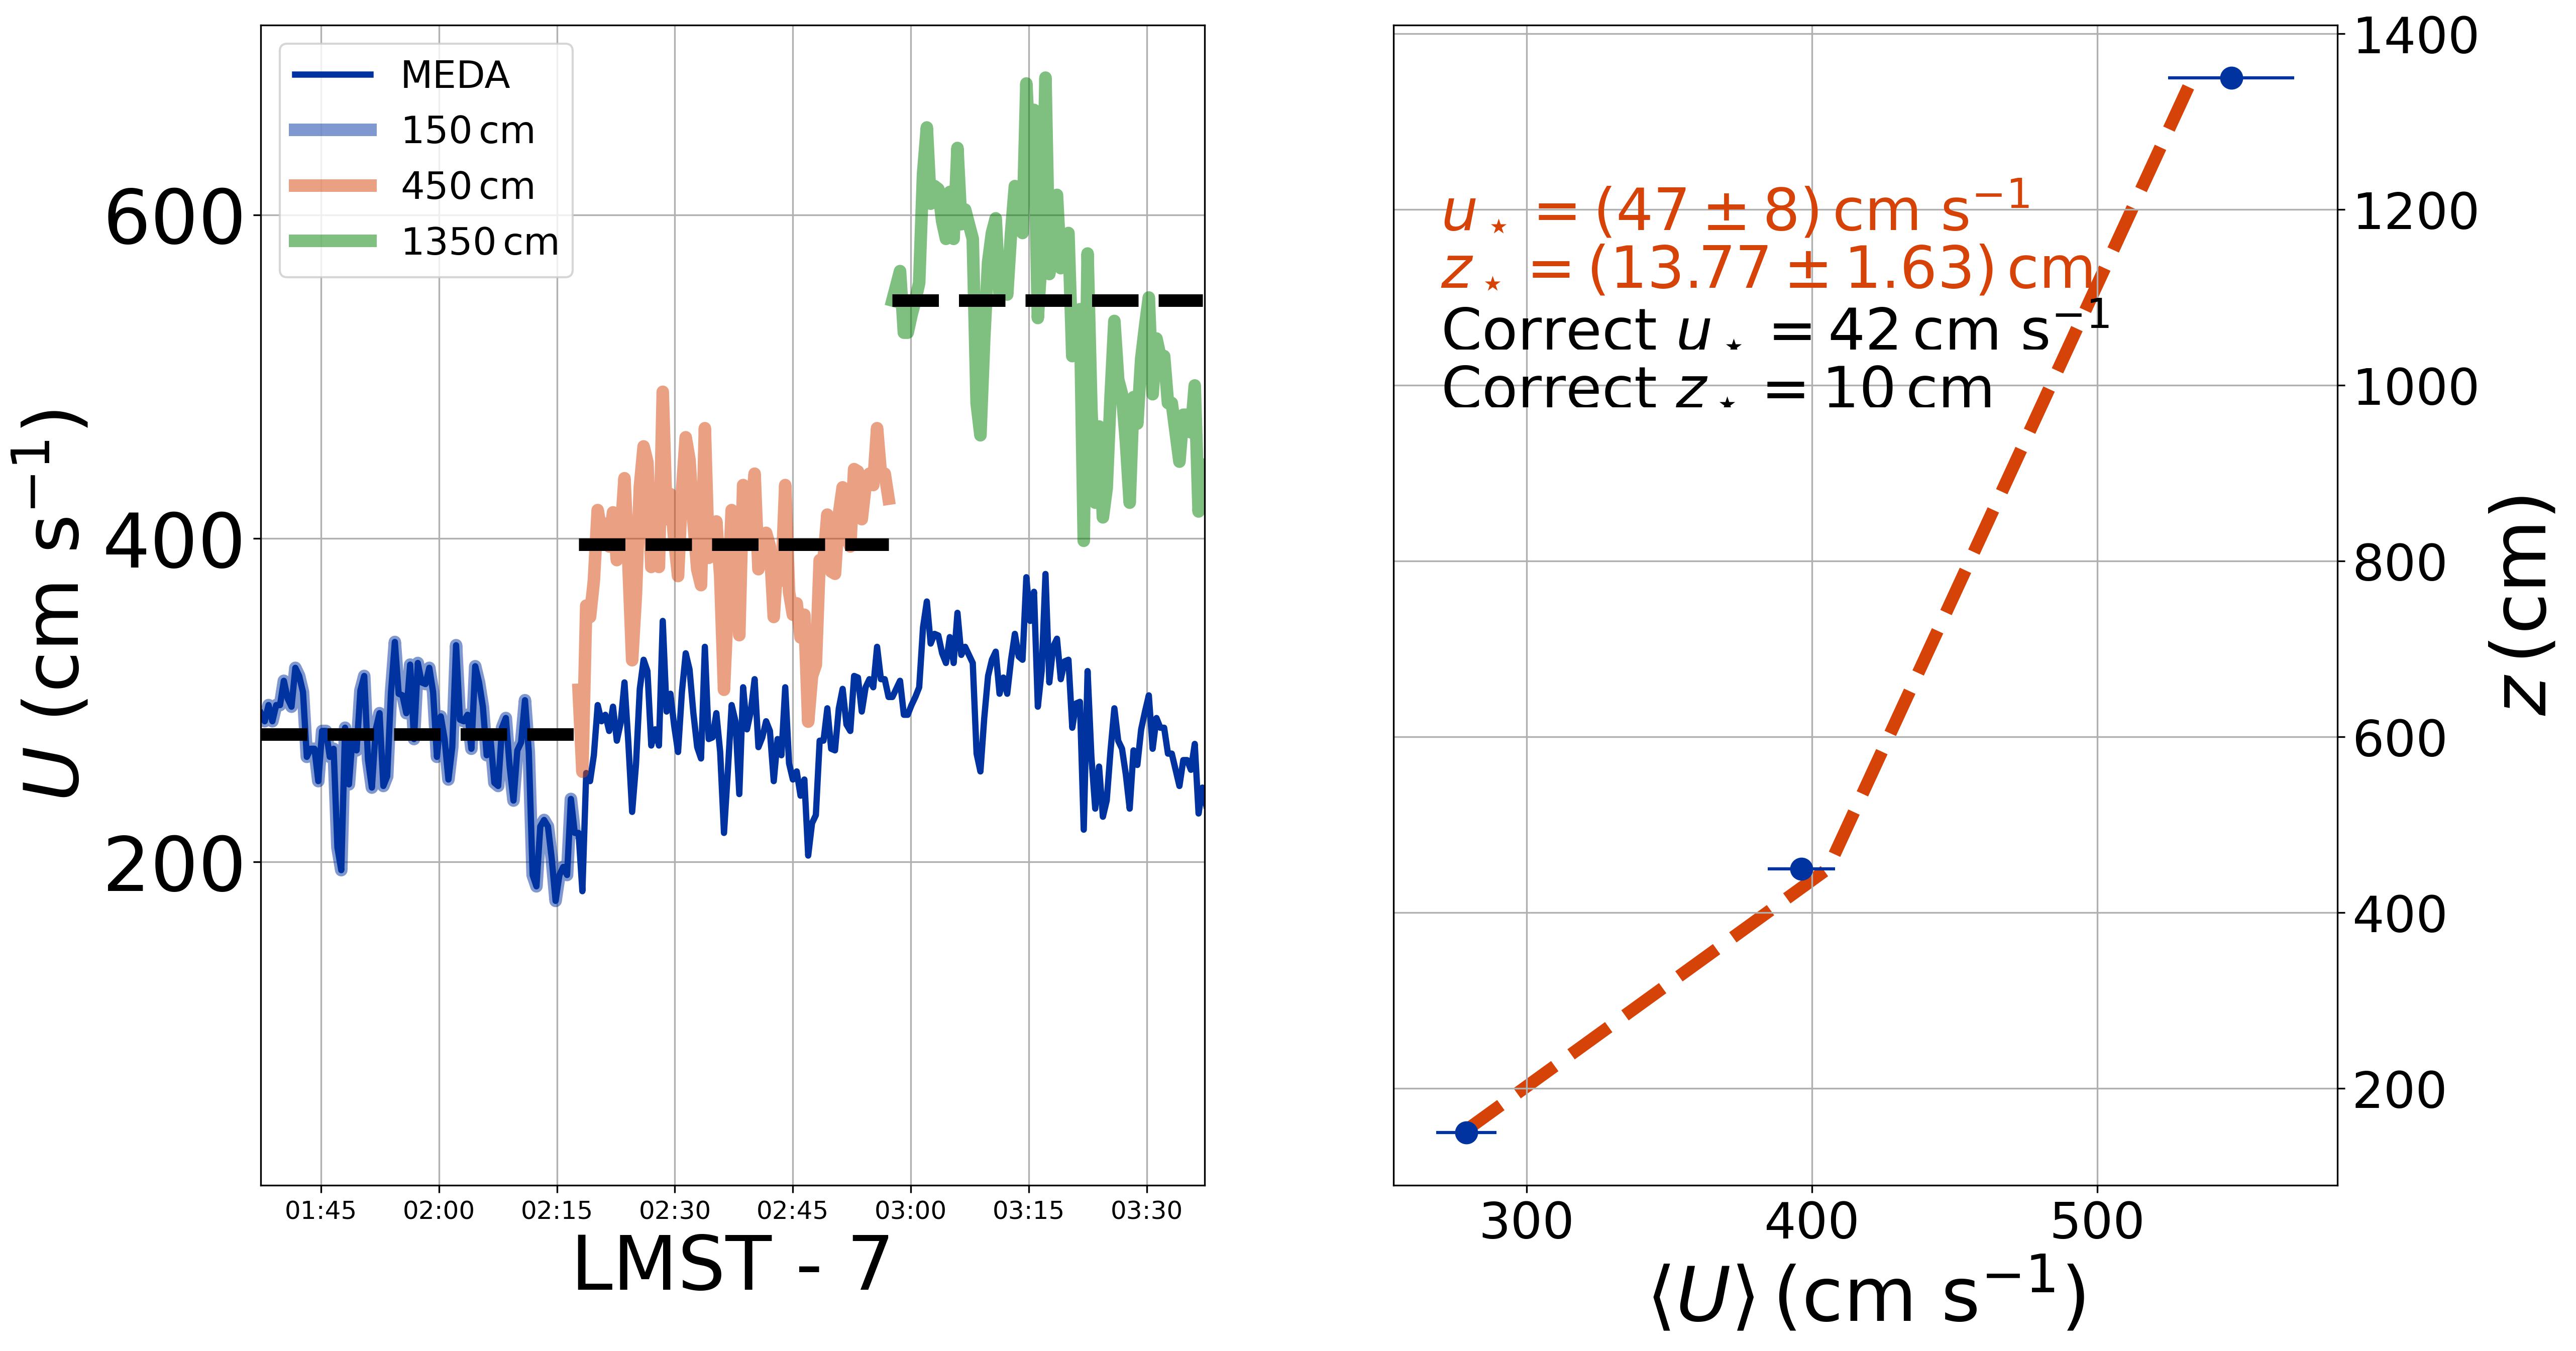 MEDA
150 cm
450 cm
1350 cm
600
400
200
U (cm s⁻¹)
01:45 02:00 02:15 02:30 02:45 03:00 03:15 03:30
LMST - 7
u⋆ = (47 ± 8) cm s⁻¹
z⋆ = (13.77 ± 1.63) cm
Correct u⋆ = 42 cm s⁻¹
Correct z⋆ = 10 cm
1400
1200
1000
800
600
400
200
z (cm)
300 400 500
⟨U⟩ (cm s⁻¹)